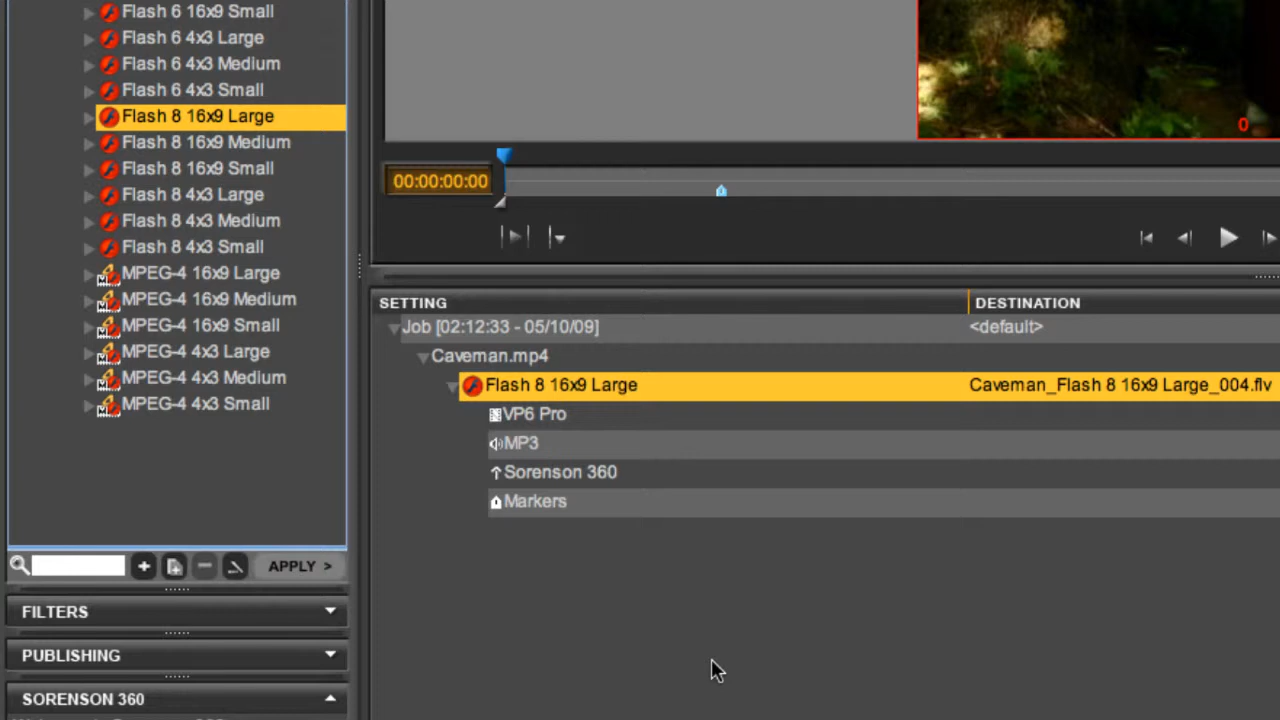 Flash 6 16x9 Small
Flash 6 4x3 Large
Flash 6 4x3 Medium
Flash 6 4x3 Small
Flash 8 16x9 Large
Flash 8 16x9 Medium
Flash 8 16x9 Small
Flash 8 4x3 Large
Flash 8 4x3 Medium
Flash 8 4x3 Small
MPEG-4 16x9 Large
MPEG-4 16x9 Medium
MPEG-4 16x9 Small
MPEG-4 4x3 Large
MPEG-4 4x3 Medium
MPEG-4 4x3 Small
APPLY >
FILTERS
PUBLISHING
SORENSON 360
0
00:00:00:00
SETTING DESTINATION
Job [02:12:33 - 05/10/09] <default>
Caveman.mp4
Flash 8 16x9 Large Caveman_Flash 8 16x9 Large_004.flv
VP6 Pro
MP3
Sorenson 360
Markers